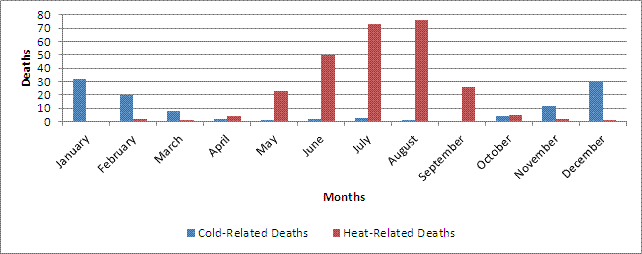 80
70
60
50
40
30
20
10
0
Deaths
January
February
March
April
May
June
July
August
September
October
November
December
Months
Cold-Related Deaths
Heat-Related Deaths